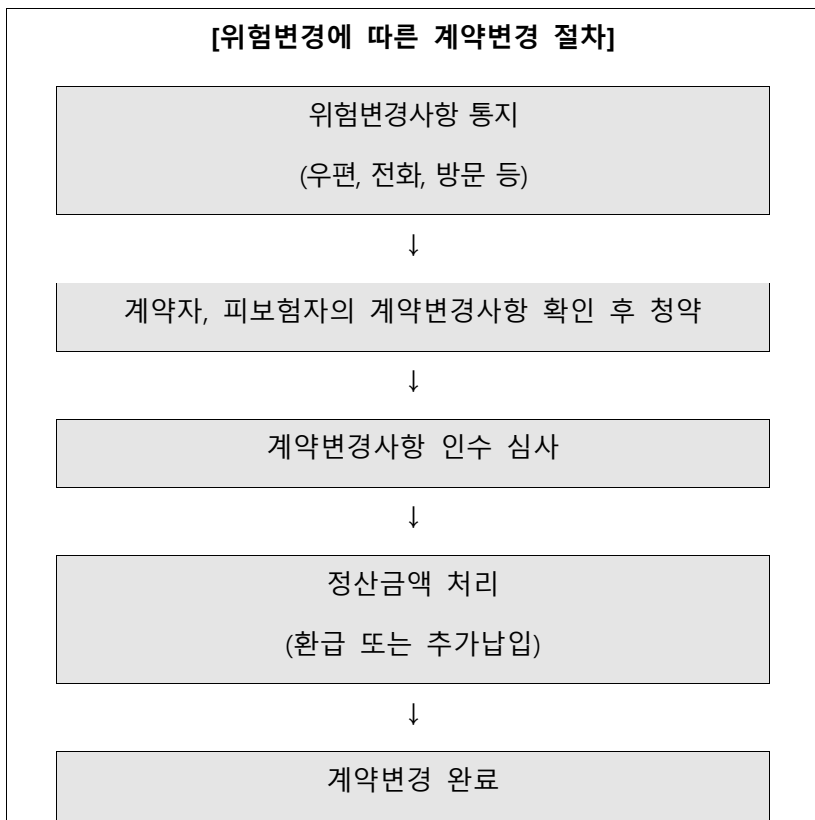 [위험변경에 따른 계약변경 절차]
위험변경사항 통지
(우편, 전화, 방문 등)
↓
계약자, 피보험자의 계약변경사항 확인 후 청약
↓
계약변경사항 인수 심사
↓
정산금액 처리
(환급 또는 추가납입)
↓
계약변경 완료